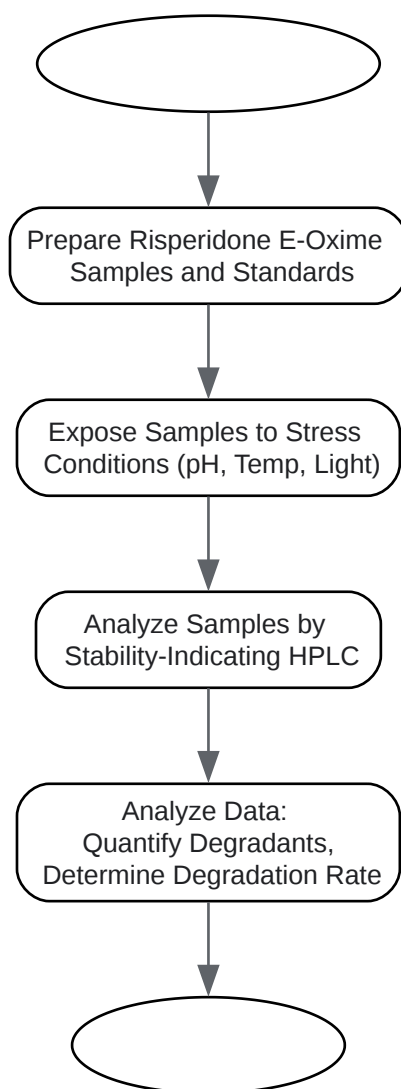 Prepare Risperidone E-Oxime
Samples and Standards
Expose Samples to Stress
Conditions (pH, Temp, Light)
Analyze Samples by
Stability-Indicating HPLC
Analyze Data:
Quantify Degradants,
Determine Degradation Rate